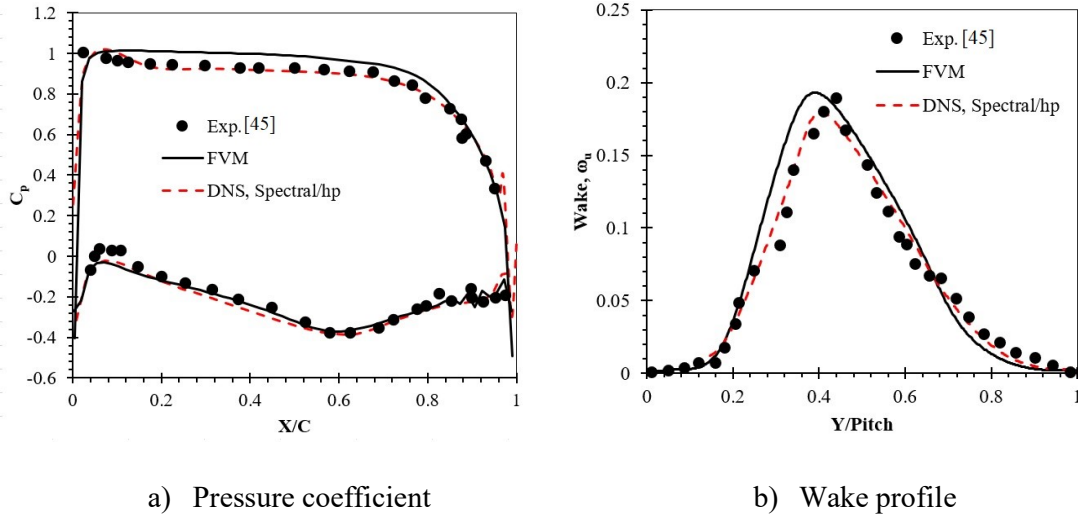 1.2
1
0.8
0.6
0.4
0.2
0
-0.2
-0.4
-0.6
Cp
Exp.[45]
FVM
DNS, Spectral/hp
0 0.2 0.4 0.6 0.8 1
X/C
0.25
0.2
0.15
0.1
0.05
0
Wake, ωu
Exp. [45]
FVM
DNS, Spectral/hp
0 0.2 0.4 0.6 0.8 1
Y/Pitch
a) Pressure coefficient
b) Wake profile